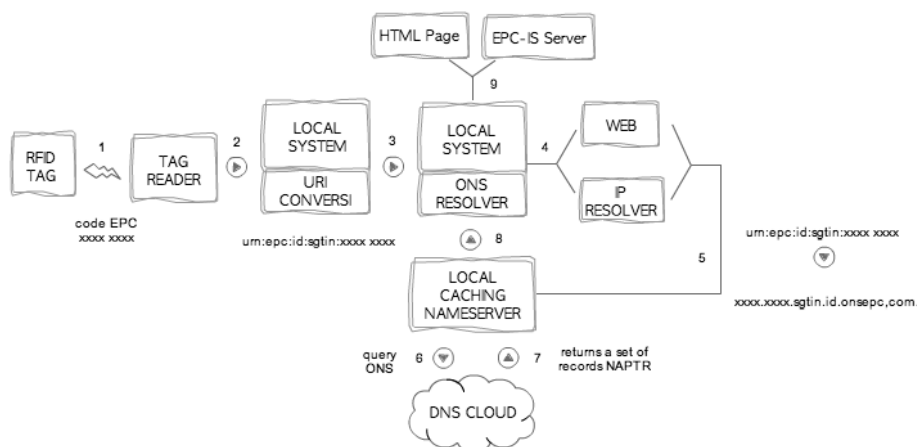 HTML Page
EPC-IS Server
9
RFID
TAG
1
code EPC
xxxx xxxx
TAG
READER
2
LOCAL
SYSTEM
URI
CONVERSI
3
urn:epc:id:sgtin:xxxx xxxx
LOCAL
SYSTEM
ONS
RESOLVER
4
WEB
IP
RESOLVER
8
5
urn:epc:id:sgtin:xxxx xxxx
xxxx.xxxx.sgtin.id.onsepc,com.
LOCAL
CACHING
NAMESERVER
query
ONS
6
7
returns a set of
records NAPTR
DNS CLOUD